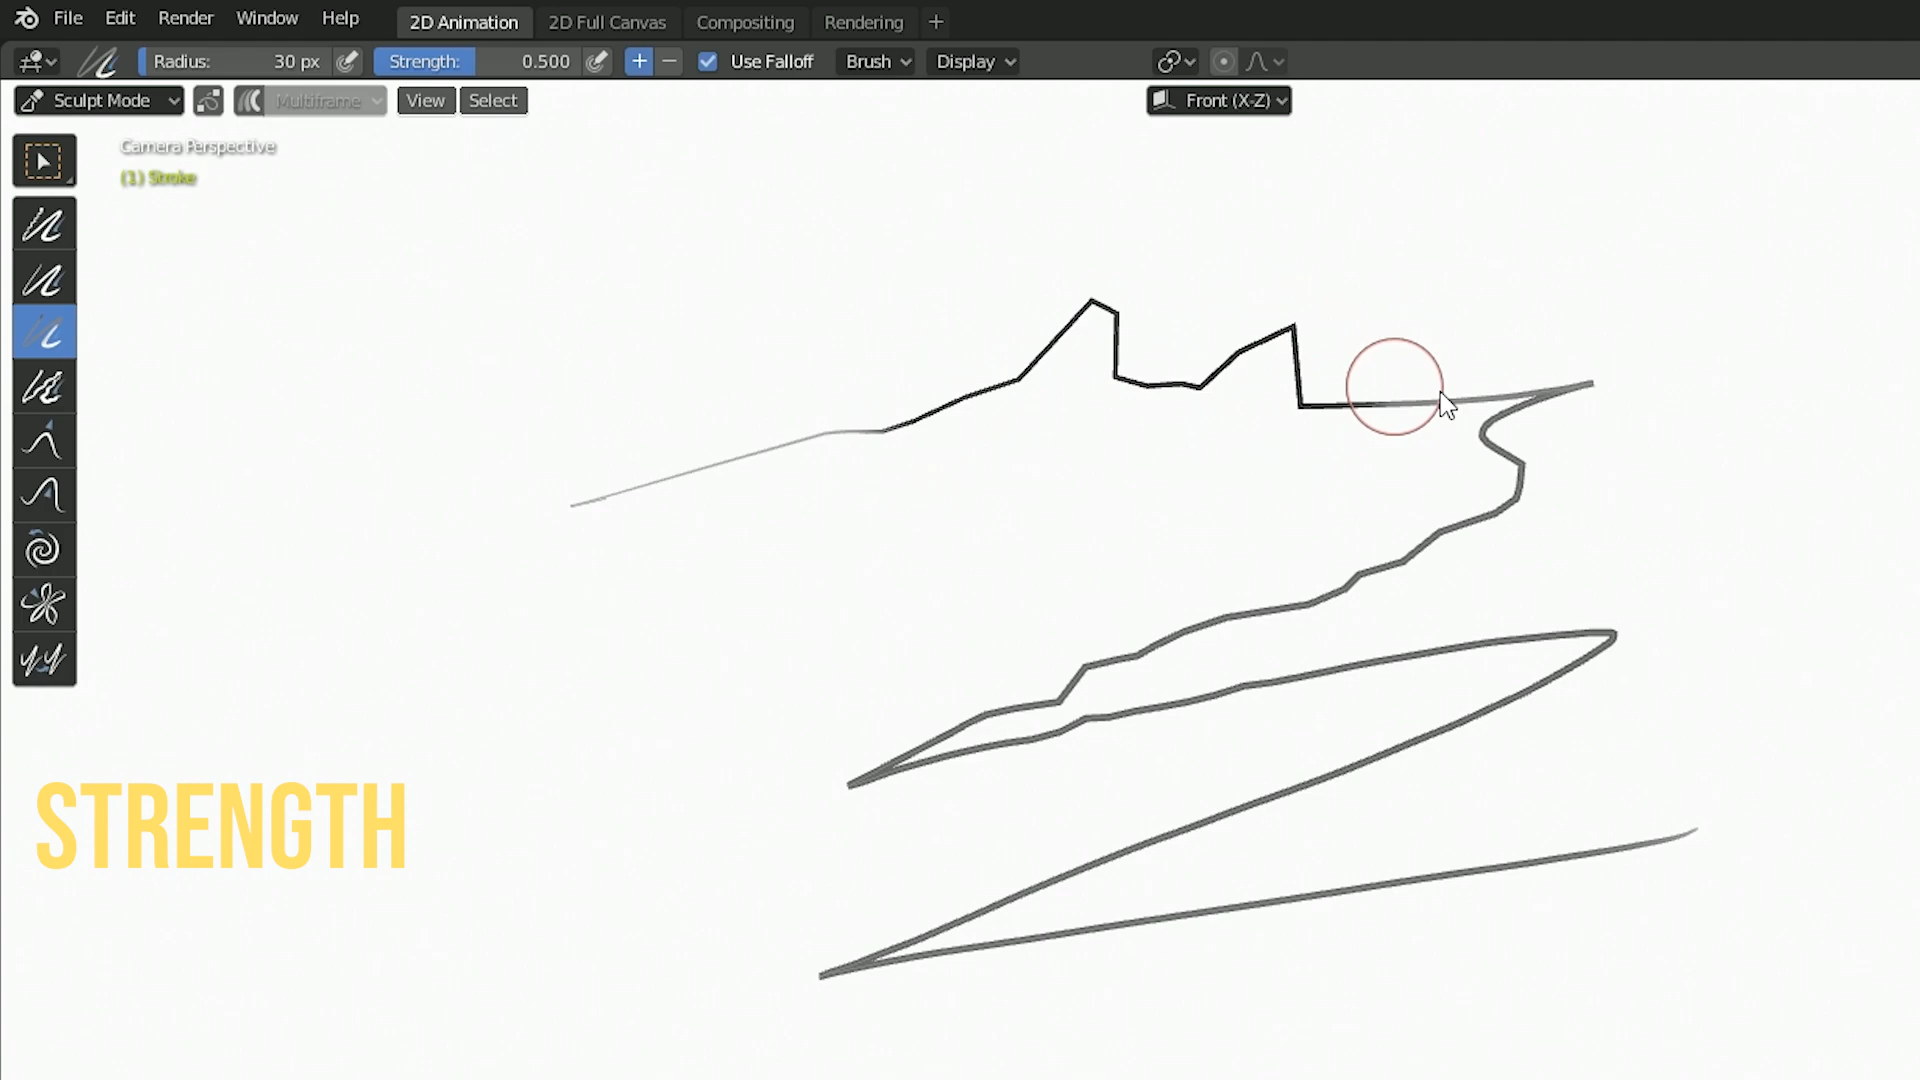 File Edit Render Window Help 2D Animation 2D Full Canvas Compositing Rendering +
Radius: 30 px Strength: 0.500 + − Use Falloff Brush Display
Sculpt Mode Multiframe View Select Front (X-Z)
Camera Perspective
(1) Stroke
STRENGTH